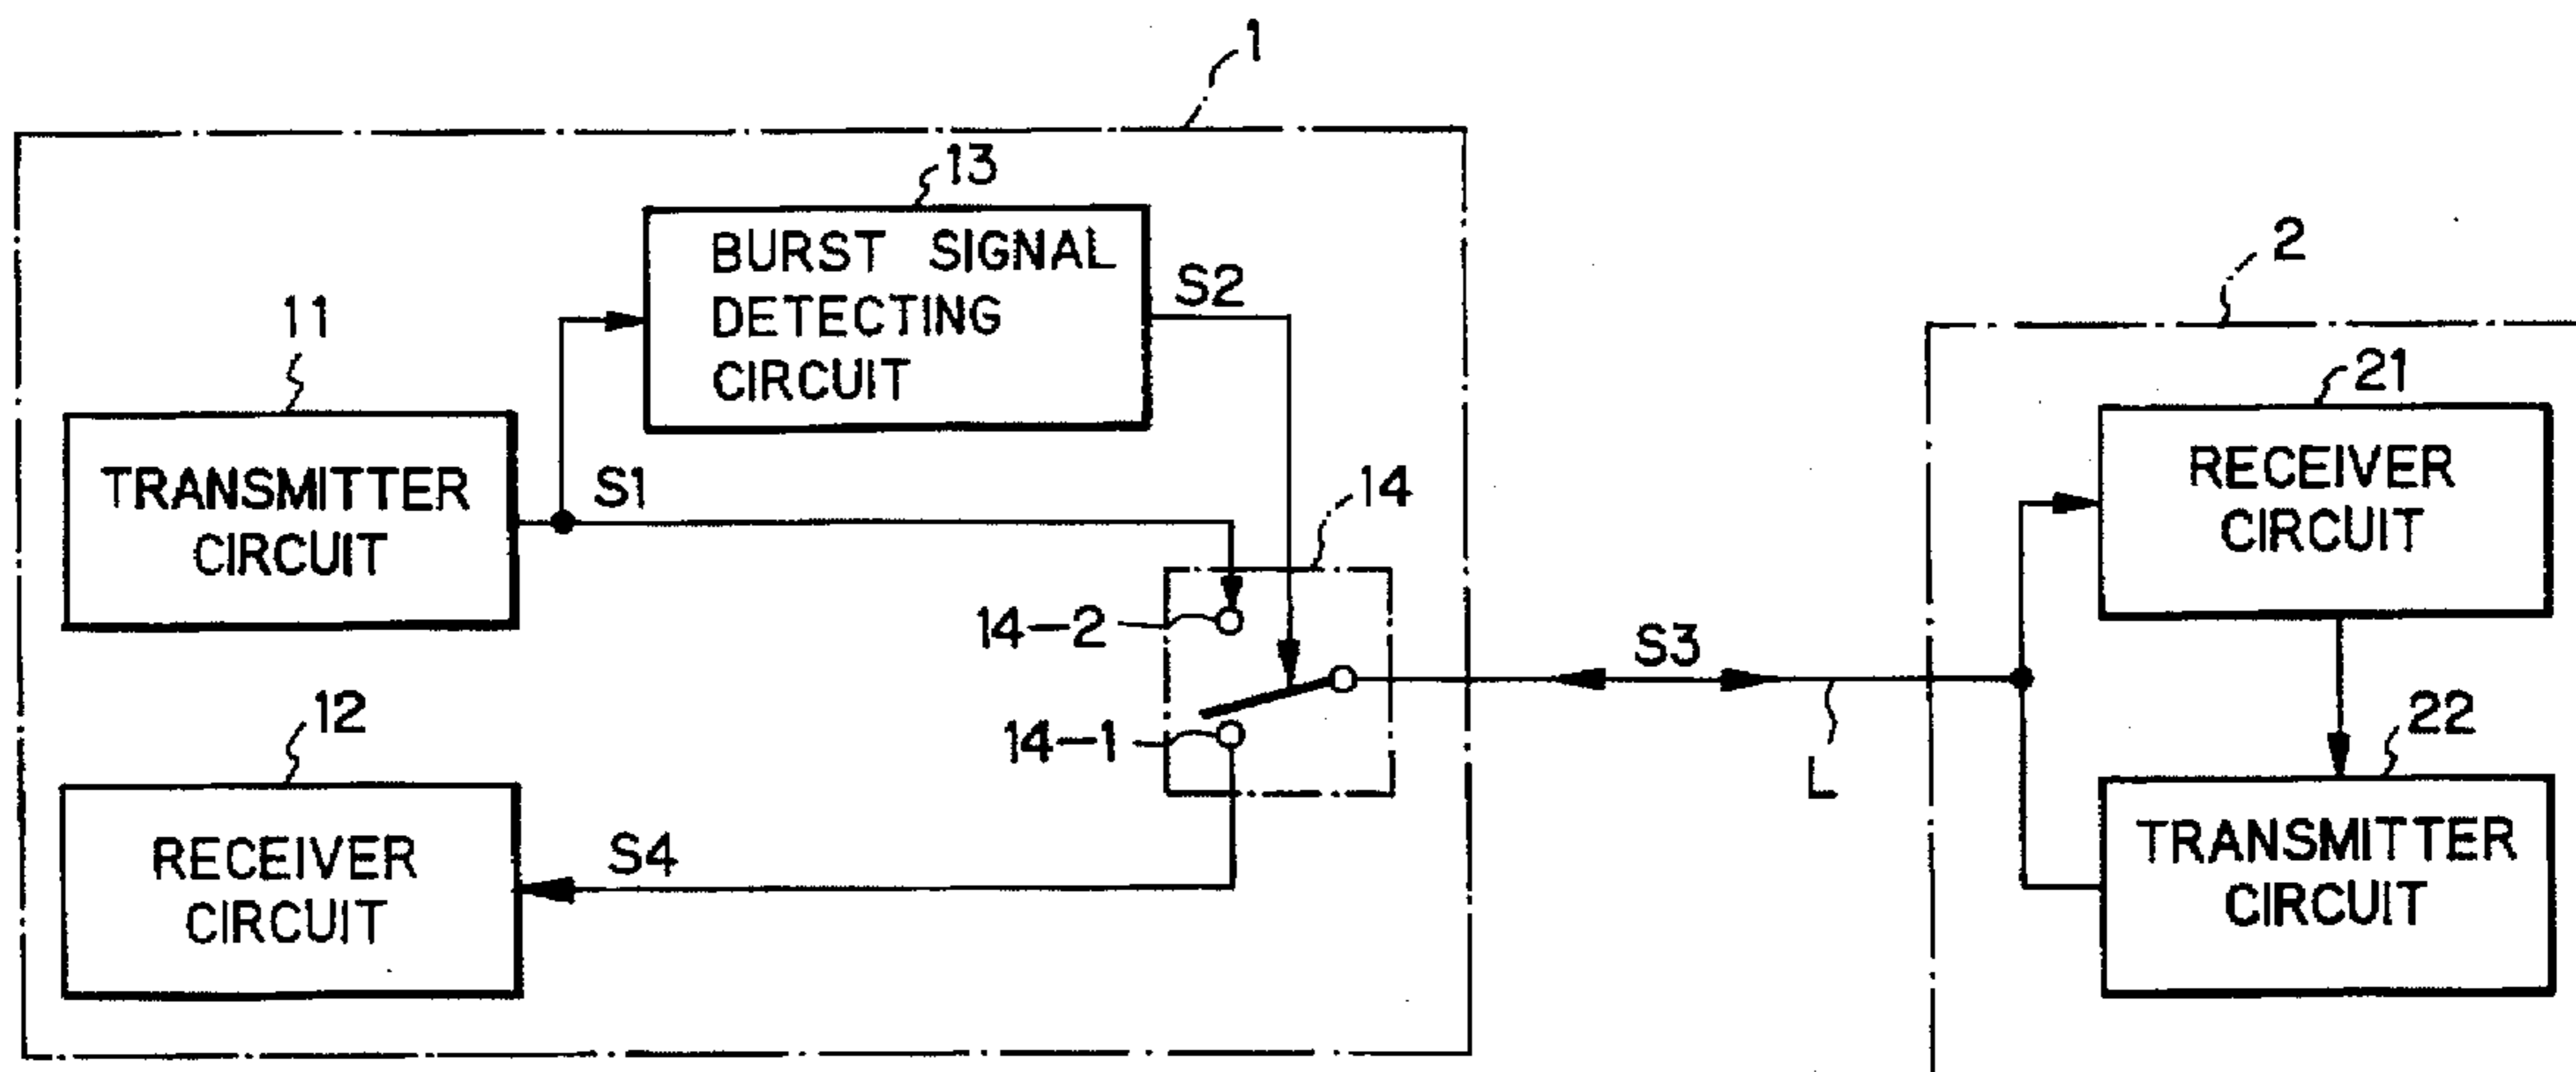 1
13
BURST SIGNAL
DETECTING
CIRCUIT
S2
2
11
21
TRANSMITTER
CIRCUIT
S1
14
RECEIVER
CIRCUIT
14-2
S3
12
14-1
22
L
RECEIVER
CIRCUIT
S4
TRANSMITTER
CIRCUIT